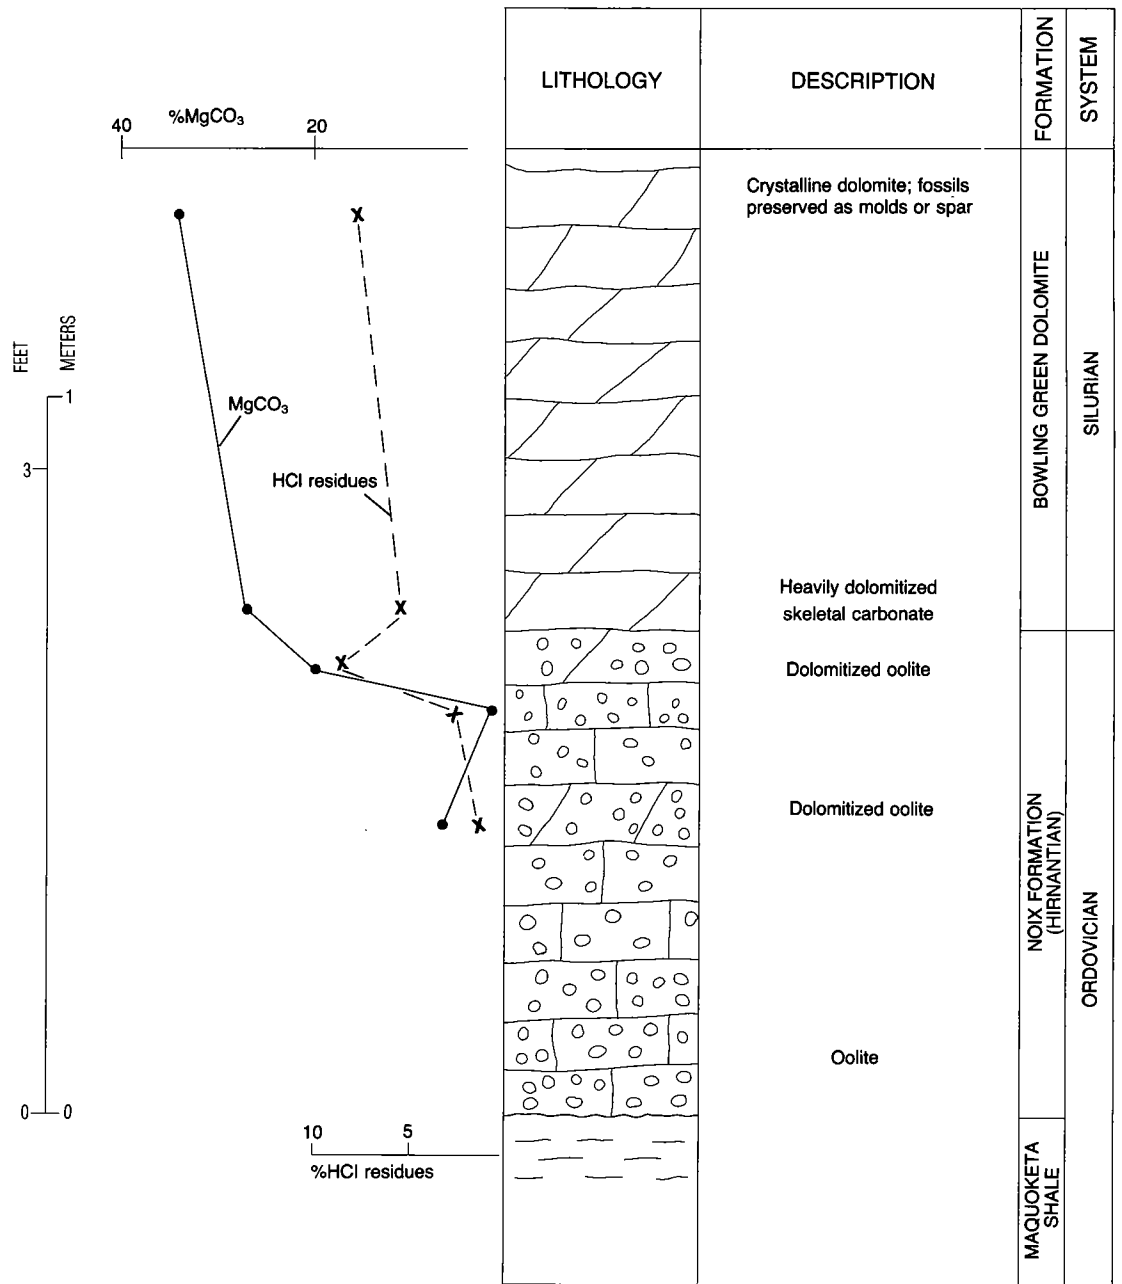 LITHOLOGY
DESCRIPTION
FORMATION
SYSTEM
%MgCO₃
40
20
Crystalline dolomite; fossils
preserved as molds or spar
FEET
METERS
1
3
MgCO₃
HCl residues
BOWLING GREEN DOLOMITE
SILURIAN
Heavily dolomitized
skeletal carbonate
Dolomitized oolite
Dolomitized oolite
NOIX FORMATION
(HIRNANTIAN)
ORDOVICIAN
Oolite
0
0
10
5
%HCl residues
MAQUOKETA
SHALE